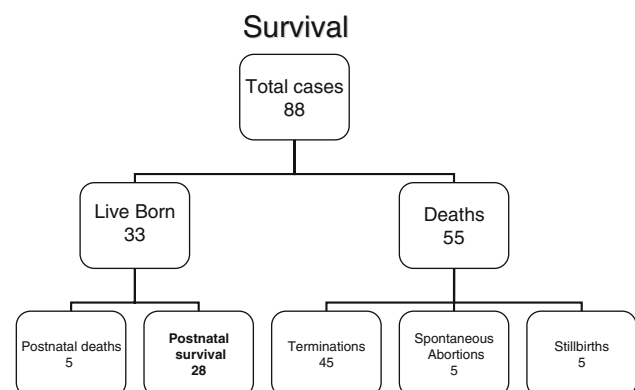 Survival
Total cases
88
Live Born
33
Deaths
55
Postnatal deaths
5
Postnatal
survival
28
Terminations
45
Spontaneous
Abortions
5
Stillbirths
5